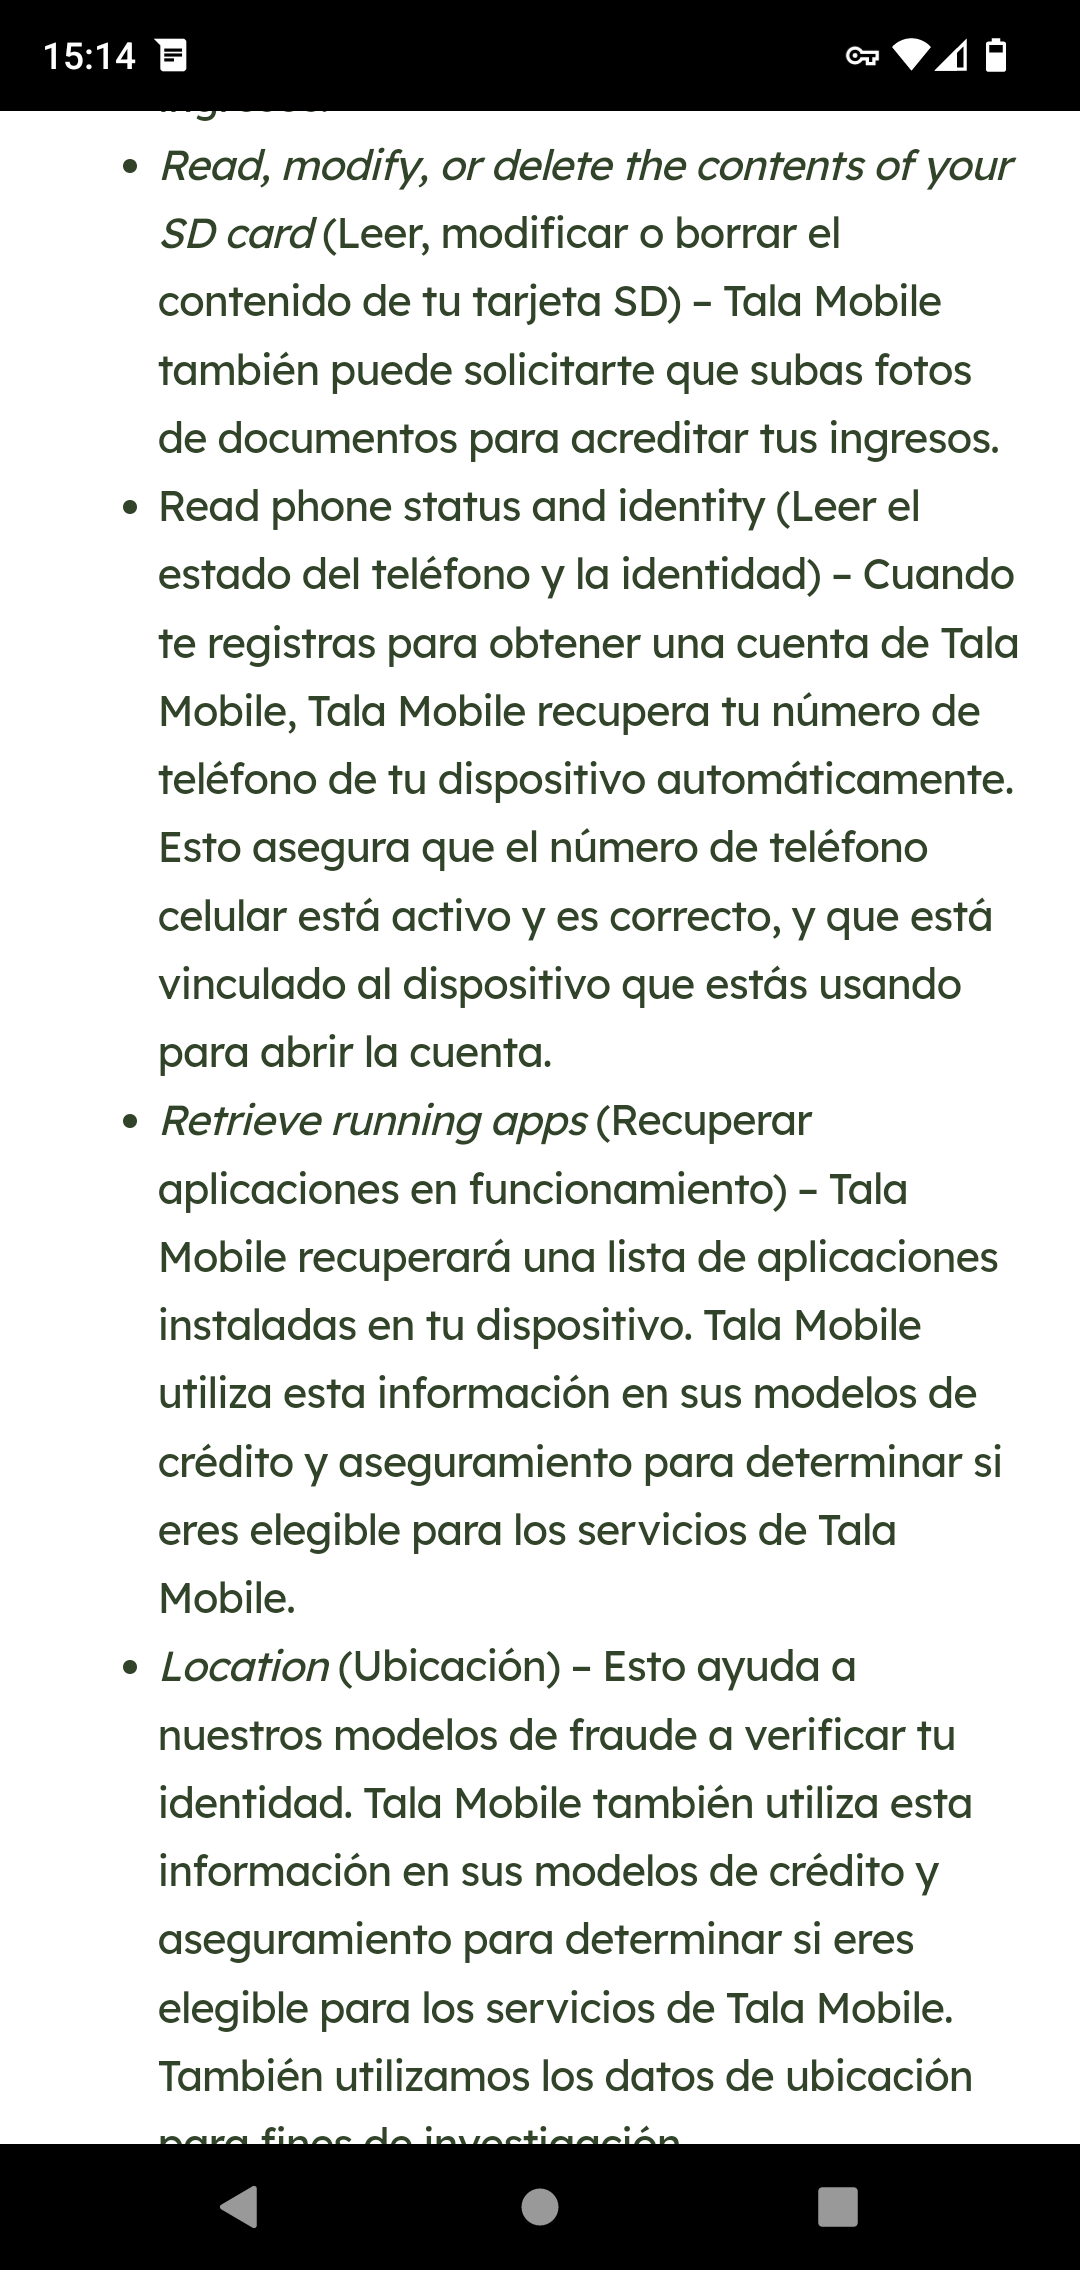 15:14
• Read, modify, or delete the contents of your
SD card (Leer, modificar o borrar el
contenido de tu tarjeta SD) – Tala Mobile
también puede solicitarte que subas fotos
de documentos para acreditar tus ingresos.
• Read phone status and identity (Leer el
estado del teléfono y la identidad) – Cuando
te registras para obtener una cuenta de Tala
Mobile, Tala Mobile recupera tu número de
teléfono de tu dispositivo automáticamente.
Esto asegura que el número de teléfono
celular está activo y es correcto, y que está
vinculado al dispositivo que estás usando
para abrir la cuenta.
• Retrieve running apps (Recuperar
aplicaciones en funcionamiento) – Tala
Mobile recuperará una lista de aplicaciones
instaladas en tu dispositivo. Tala Mobile
utiliza esta información en sus modelos de
crédito y aseguramiento para determinar si
eres elegible para los servicios de Tala
Mobile.
• Location (Ubicación) – Esto ayuda a
nuestros modelos de fraude a verificar tu
identidad. Tala Mobile también utiliza esta
información en sus modelos de crédito y
aseguramiento para determinar si eres
elegible para los servicios de Tala Mobile.
También utilizamos los datos de ubicación
para fines de investigación